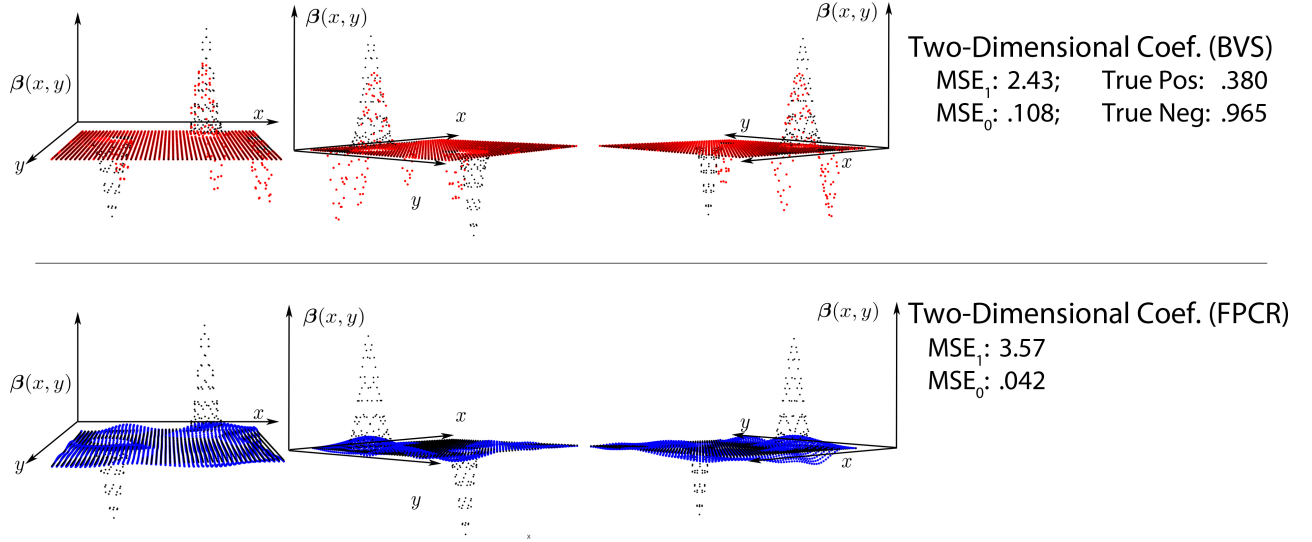 β(x, y)
x
y
β(x, y)
x
y
β(x, y)
y
x
Two-Dimensional Coef. (BVS)
MSE₁: 2.43; True Pos: .380
MSE₀: .108; True Neg: .965
β(x, y)
x
y
β(x, y)
x
y
x
β(x, y)
y
x
Two-Dimensional Coef. (FPCR)
MSE₁: 3.57
MSE₀: .042